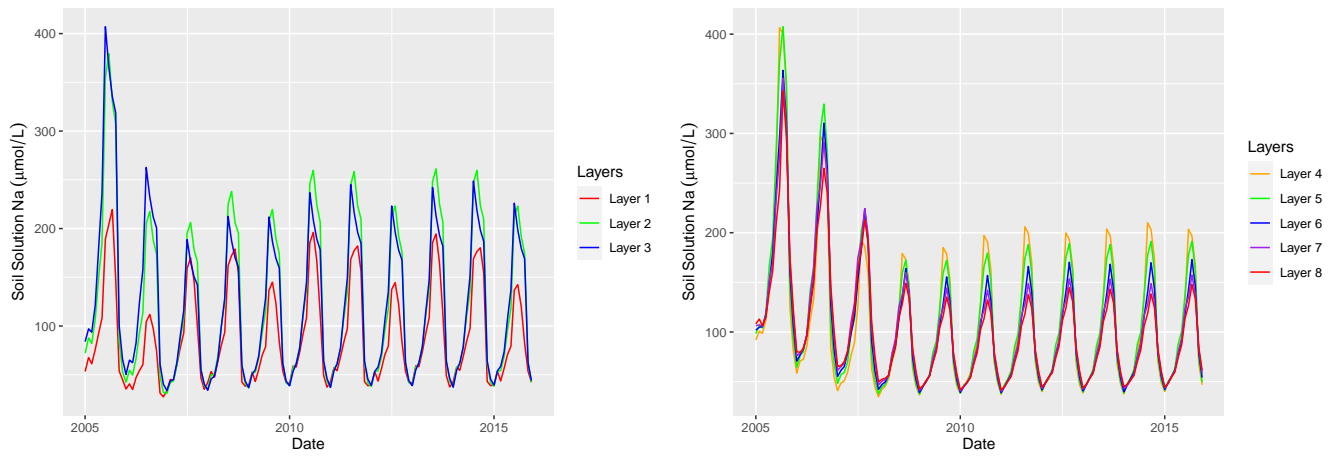 Soil Solution Na (μmol/L)
400
300
200
100
2005
2010
2015
Date
Layers
Layer 1
Layer 2
Layer 3
Soil Solution Na (μmol/L)
400
300
200
100
2005
2010
2015
Date
Layers
Layer 4
Layer 5
Layer 6
Layer 7
Layer 8